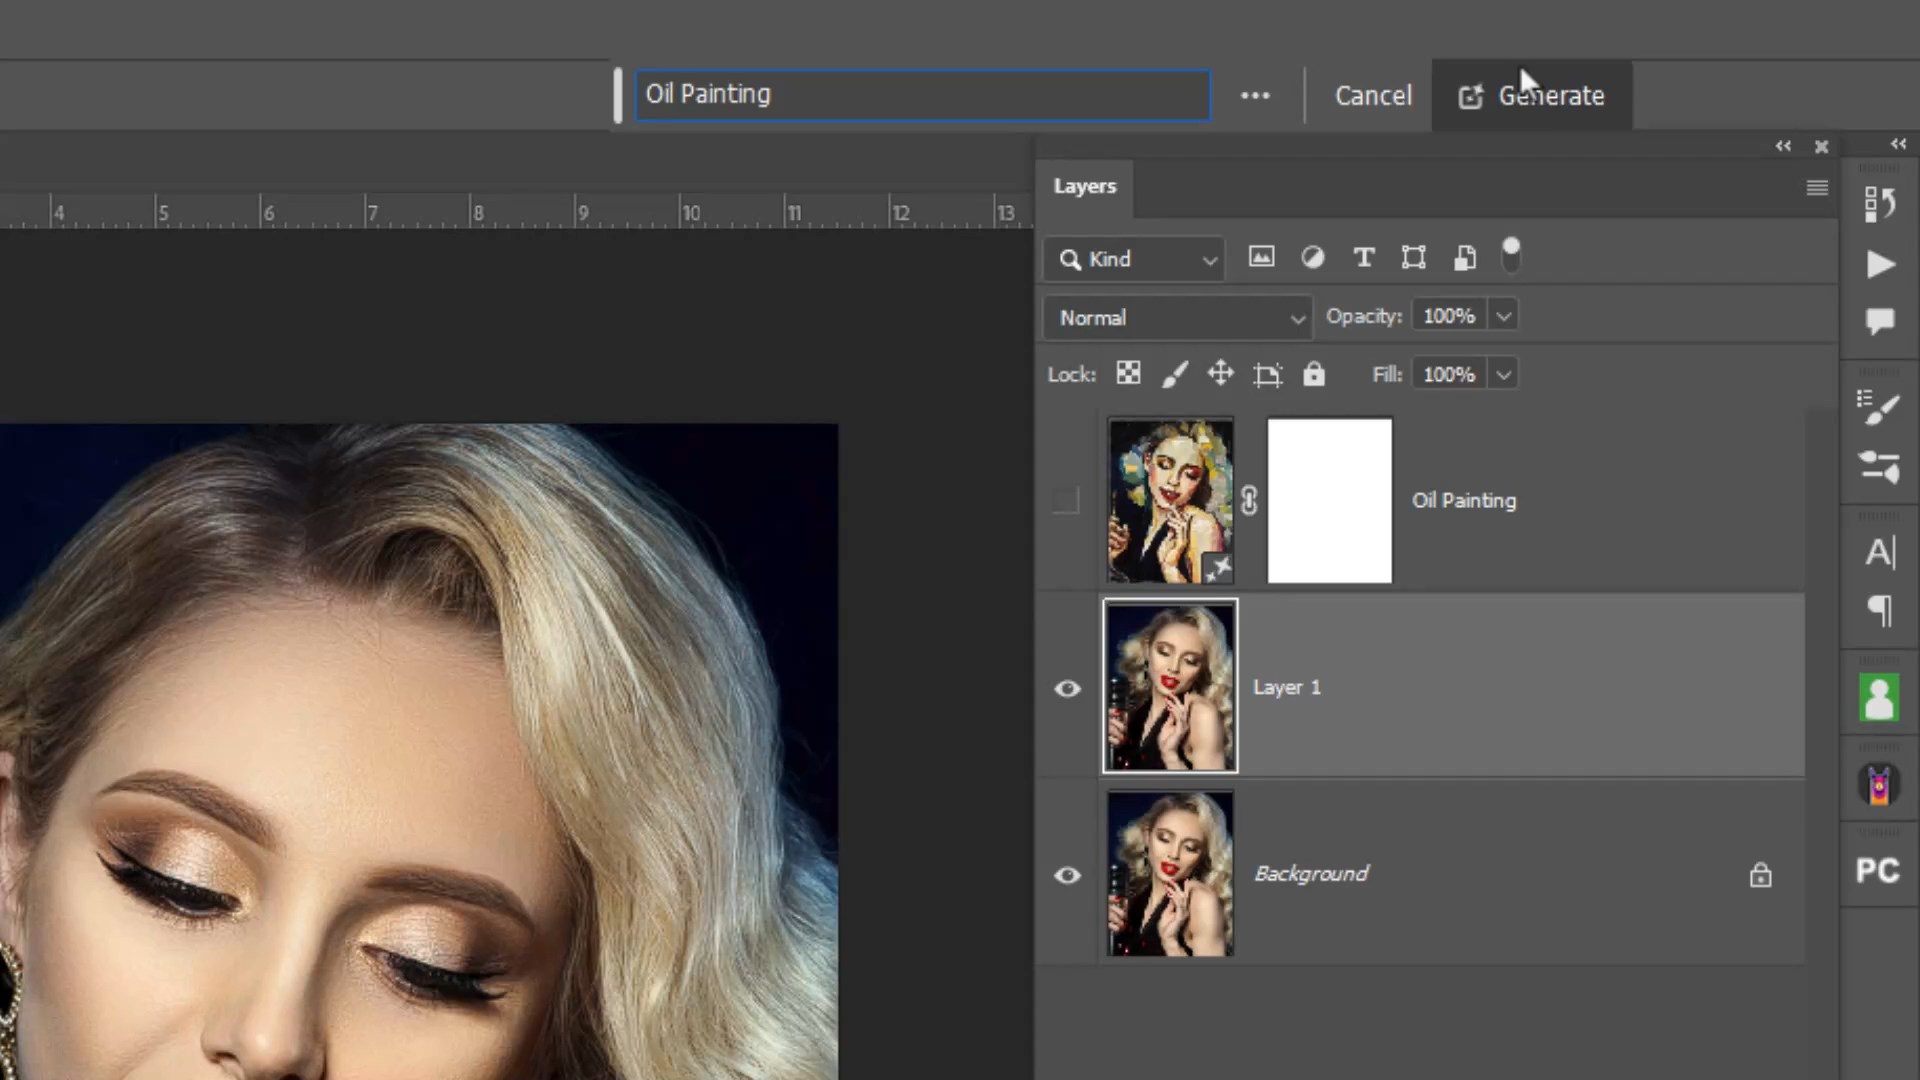 Oil Painting
Cancel
Generate
Layers
4 5 6 7 8 9 10 11 12 13
Kind
T
Normal
Opacity: 100%
Lock:
Fill: 100%
Oil Painting
Layer 1
Background
A
PC